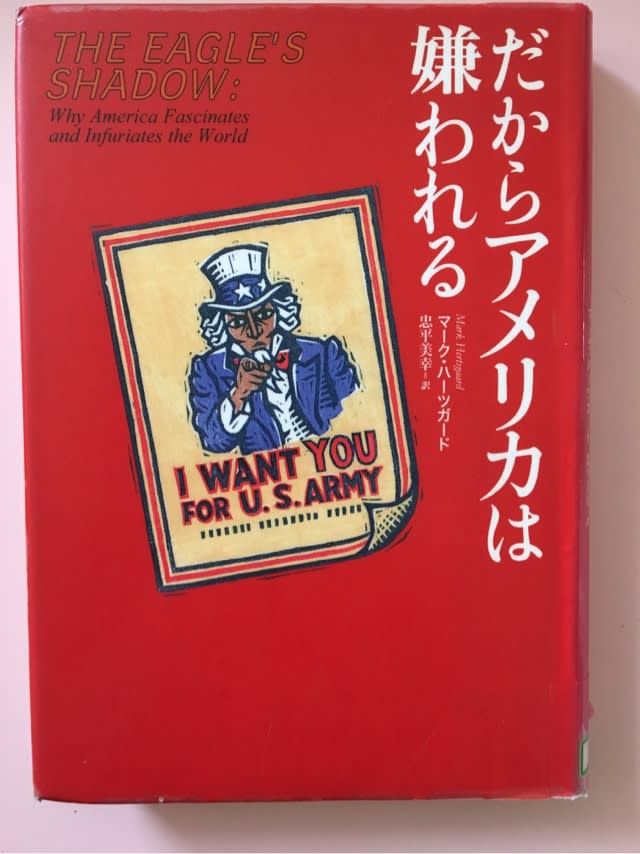 THE EAGLE'S
SHADOW:
Why America Fascinates
and Infuriates the World
だからアメリカは
嫌われる
Mark Hertsgaard
マーク・ハーツガード
忠平美幸=訳
I WANT YOU
FOR U.S. ARMY